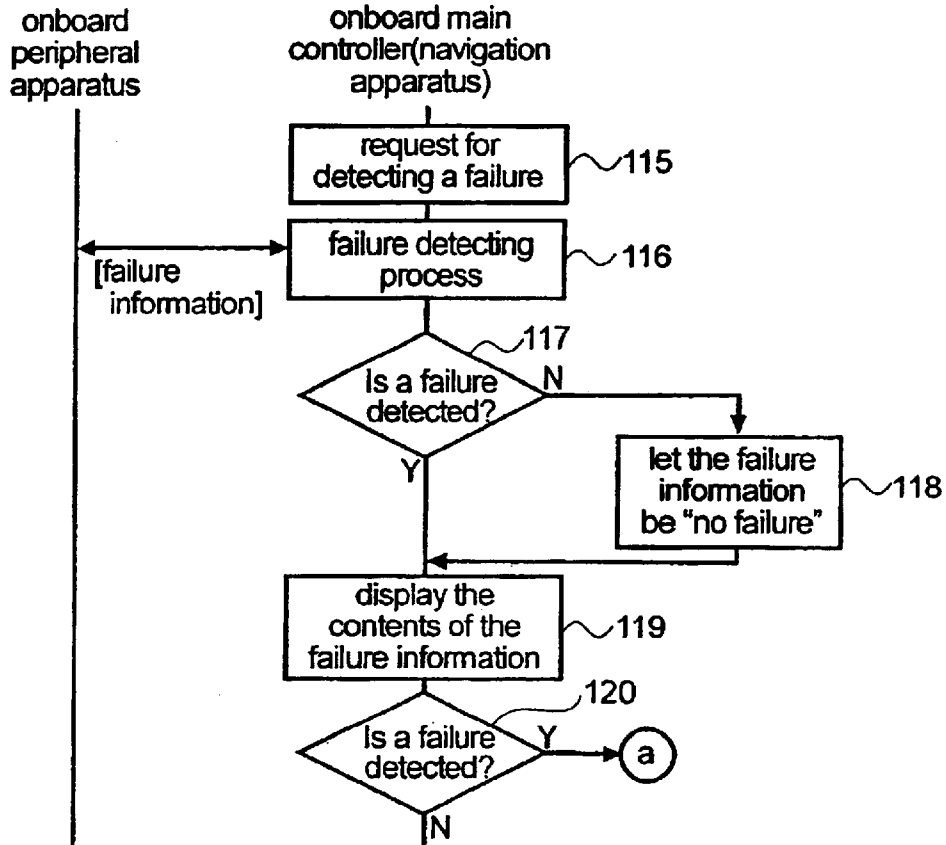 onboard
peripheral
apparatus
onboard main
controller(navigation
apparatus)
request for
detecting a failure
115
failure detecting
process
116
[failure
information]
117
Is a failure
detected?
N
Y
let the failure
information
be “no failure”
118
display the
contents of the
failure information
119
120
Is a failure
detected?
Y
a
N